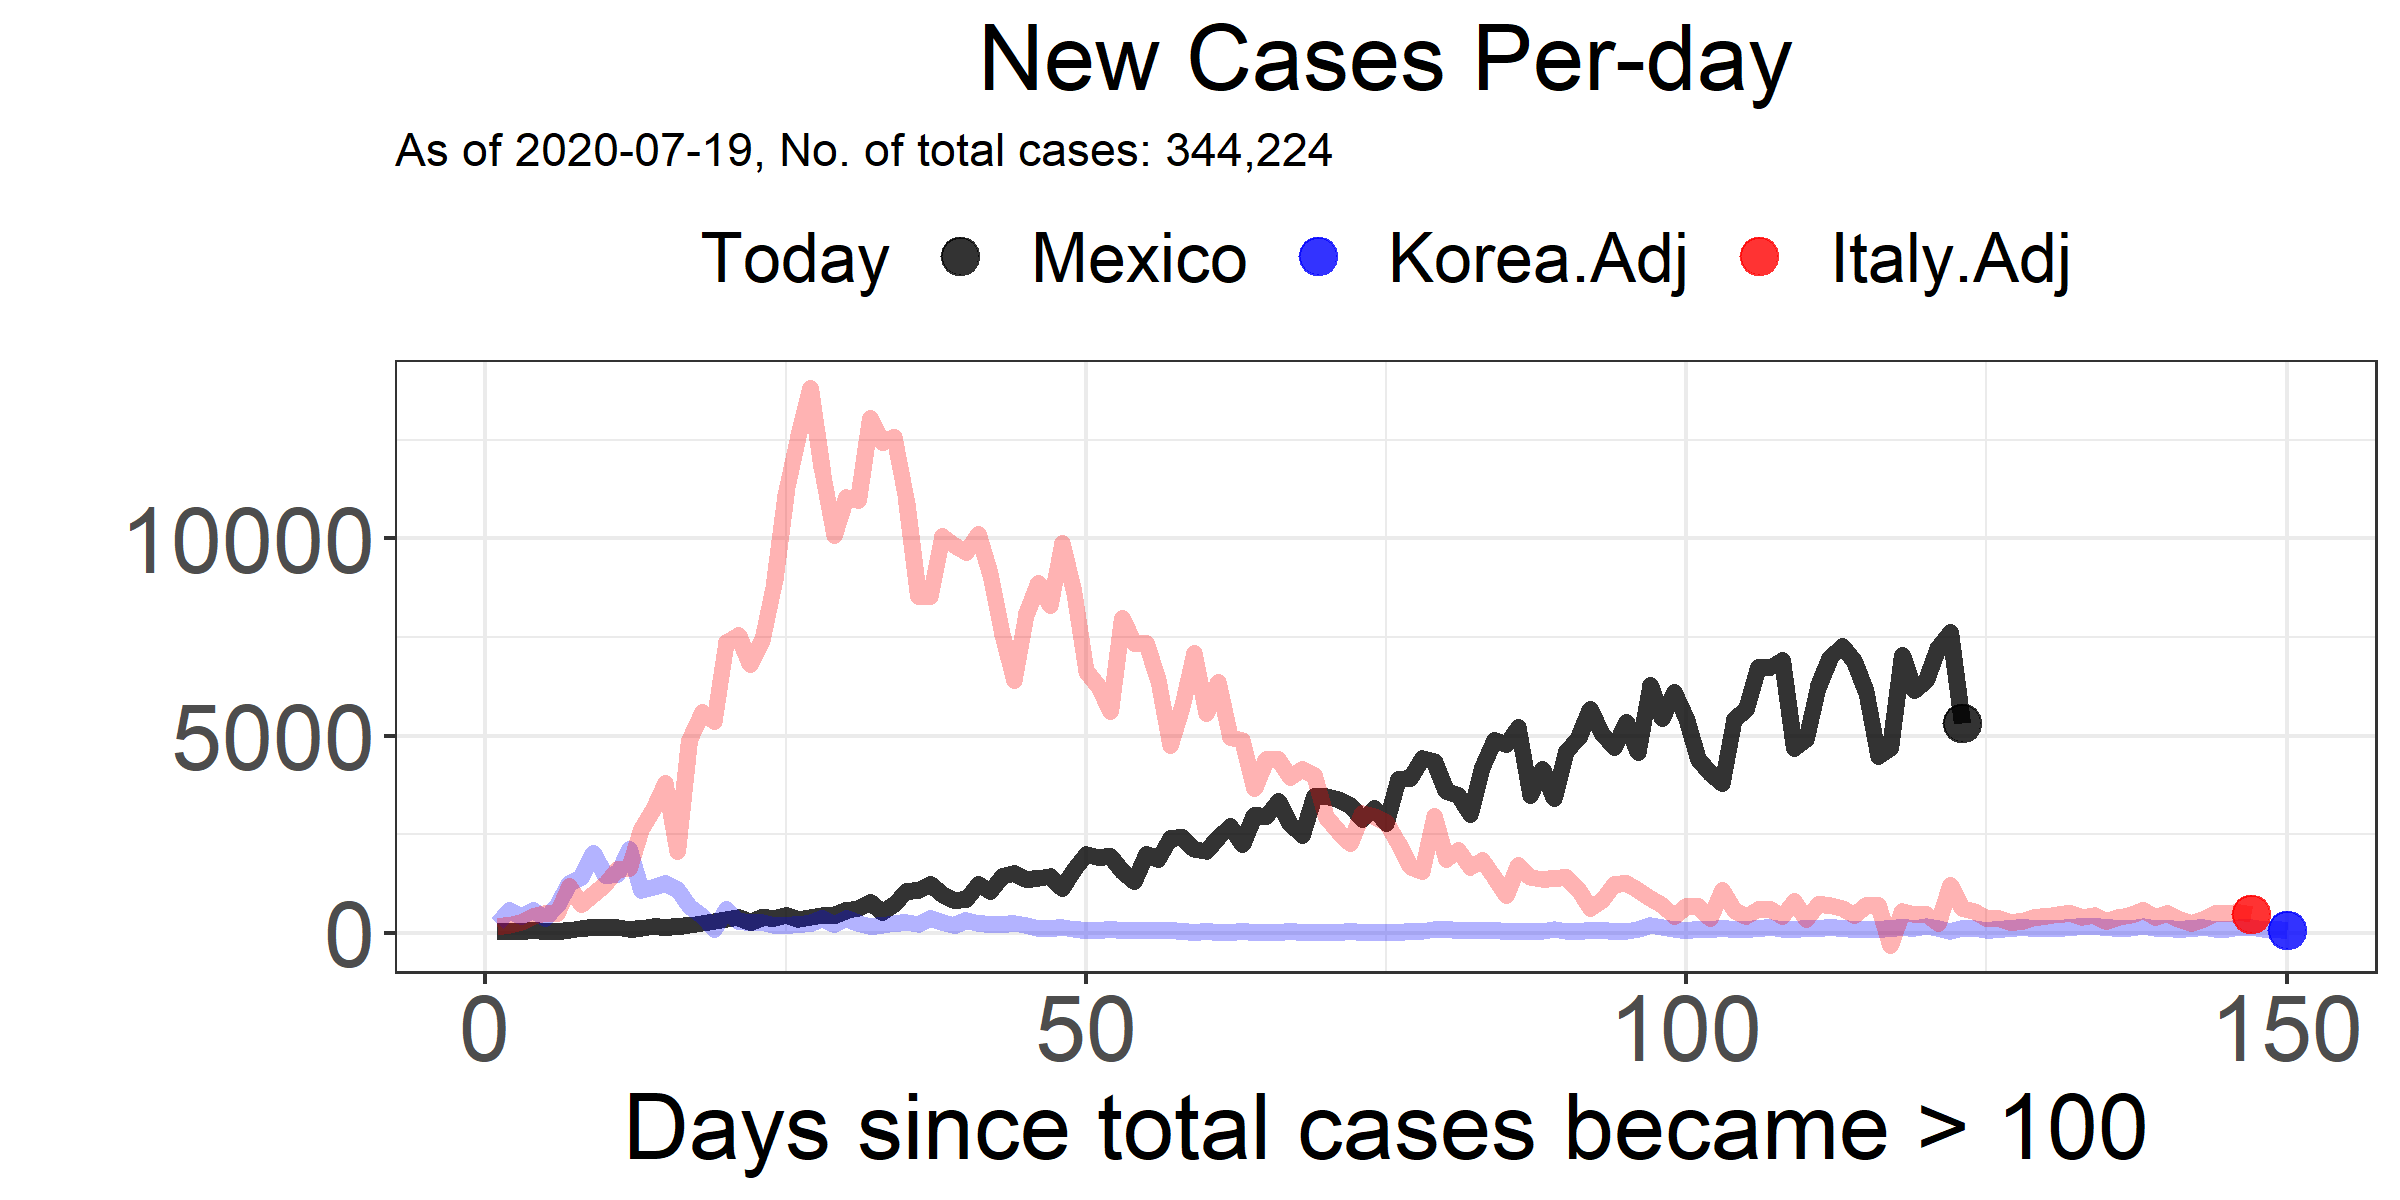 New Cases Per-day
As of 2020-07-19, No. of total cases: 344,224
Today Mexico Korea.Adj Italy.Adj
10000
5000
0
0 50 100 150
Days since total cases became > 100